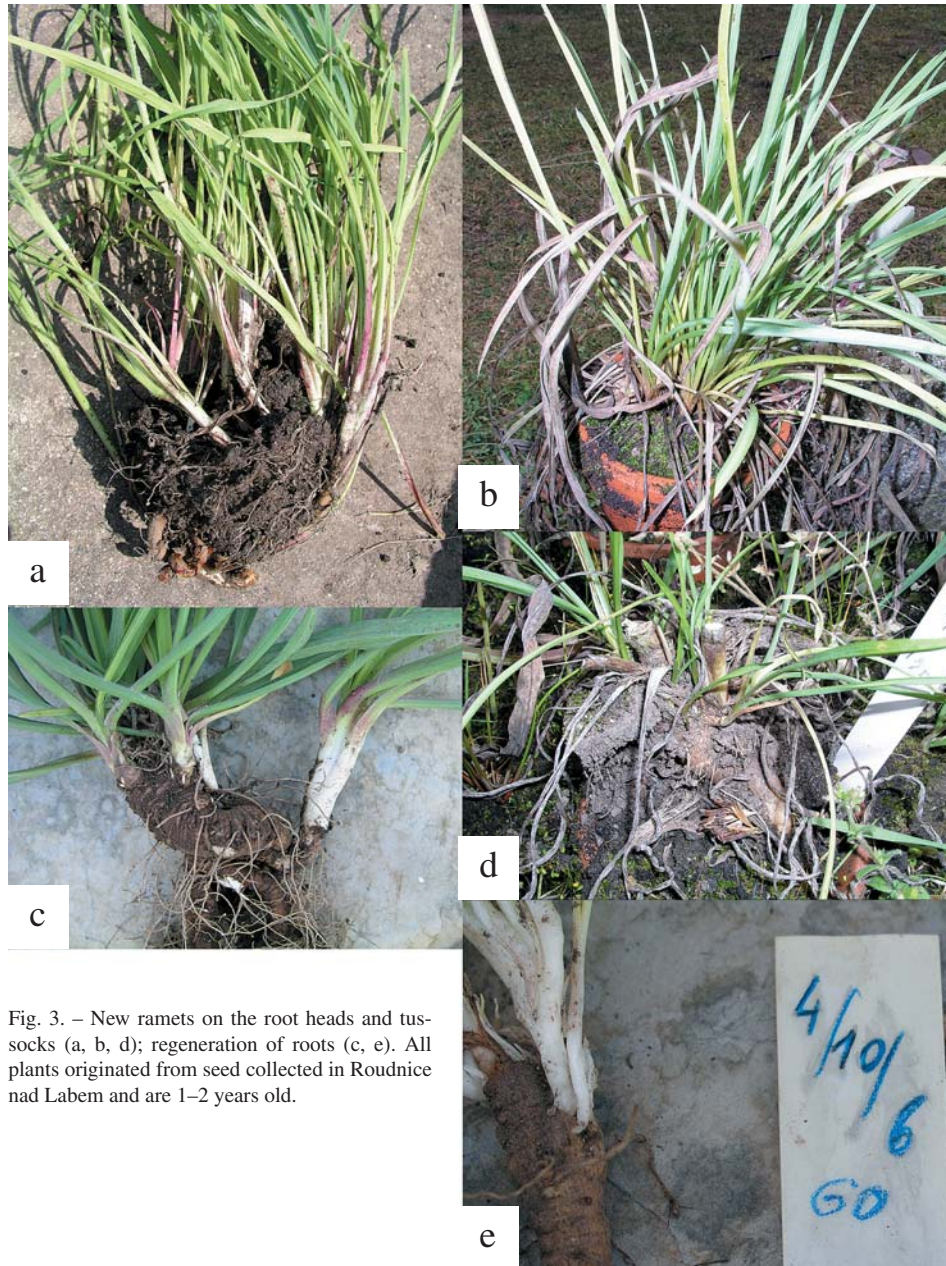 a
b
c
d
Fig. 3. – New ramets on the root heads and tus-
socks (a, b, d); regeneration of roots (c, e). All
plants originated from seed collected in Roudnice
nad Labem and are 1–2 years old.
4/10/
6
GO
e